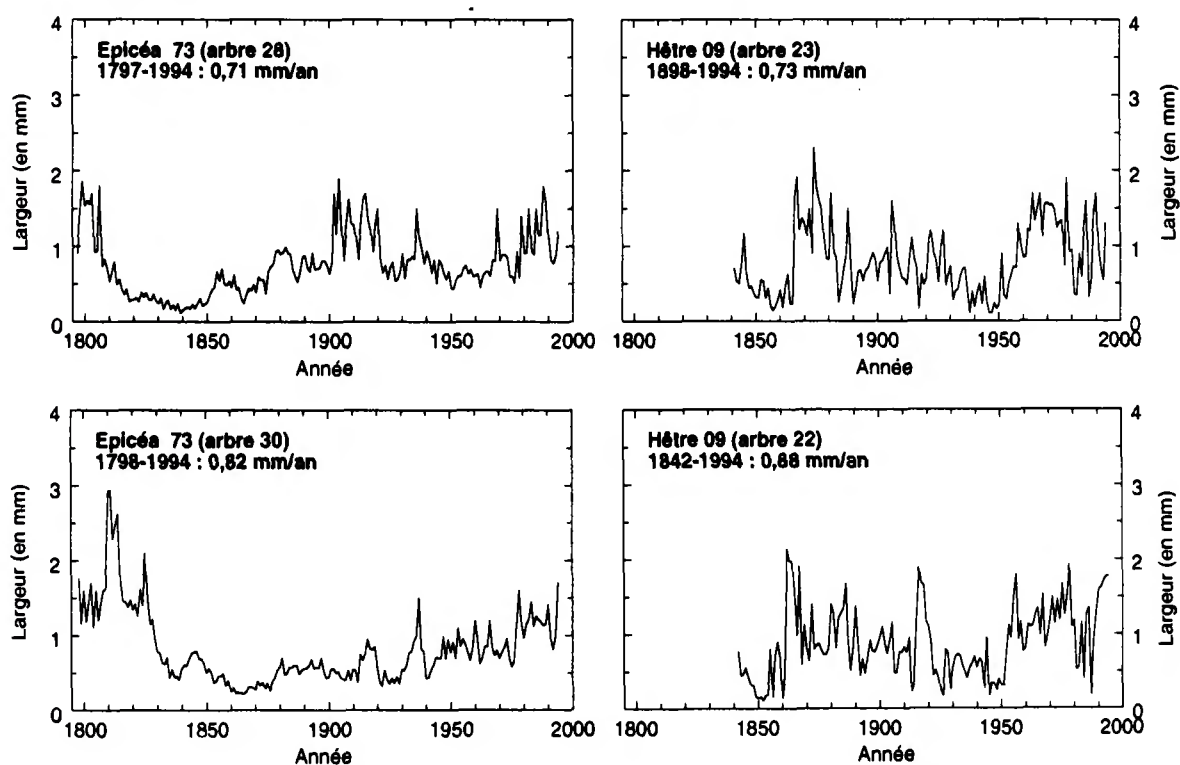 4
3
2
1
0
Largeur (en mm)
Epicéa 73 (arbre 28)
1797-1994 : 0,71 mm/an
1800 1850 1900 1950 2000
Année
Hêtre 09 (arbre 23)
1898-1994 : 0,73 mm/an
4
3
2
1
0
Largeur (en mm)
1800 1850 1900 1950 2000
Année
4
3
2
1
0
Largeur (en mm)
Epicéa 73 (arbre 30)
1798-1994 : 0,82 mm/an
1800 1850 1900 1950 2000
Année
Hêtre 09 (arbre 22)
1842-1994 : 0,88 mm/an
4
3
2
1
0
Largeur (en mm)
1800 1850 1900 1950 2000
Année